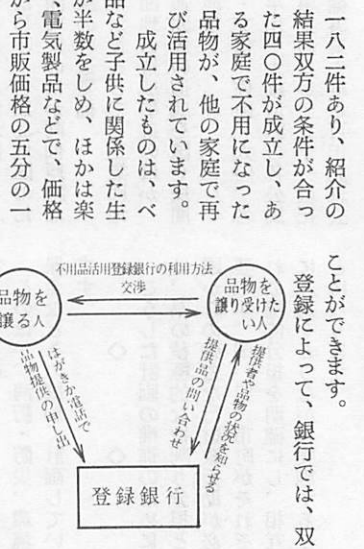 一八二件あり、紹介の
結果双方の条件が合っ
た四〇件が成立し、あ
る家庭で不用になった
品物が、他の家庭で再
び活用されています。
成立したものは、ベ
品など子供に関係した生
が半数をしめ、ほかは楽
、電気製品などで、価格
ら市販価格の五分の一
ことができます。
登録によって、銀行では、双
不用品活用登録銀行の利用方法
交渉
品物を
譲り受けた
い人
品物を
譲る人
提供者や品物の状況を知らせる
提供品の問い合わせ
はがきか電話で
品物提供の申し出
登録銀行